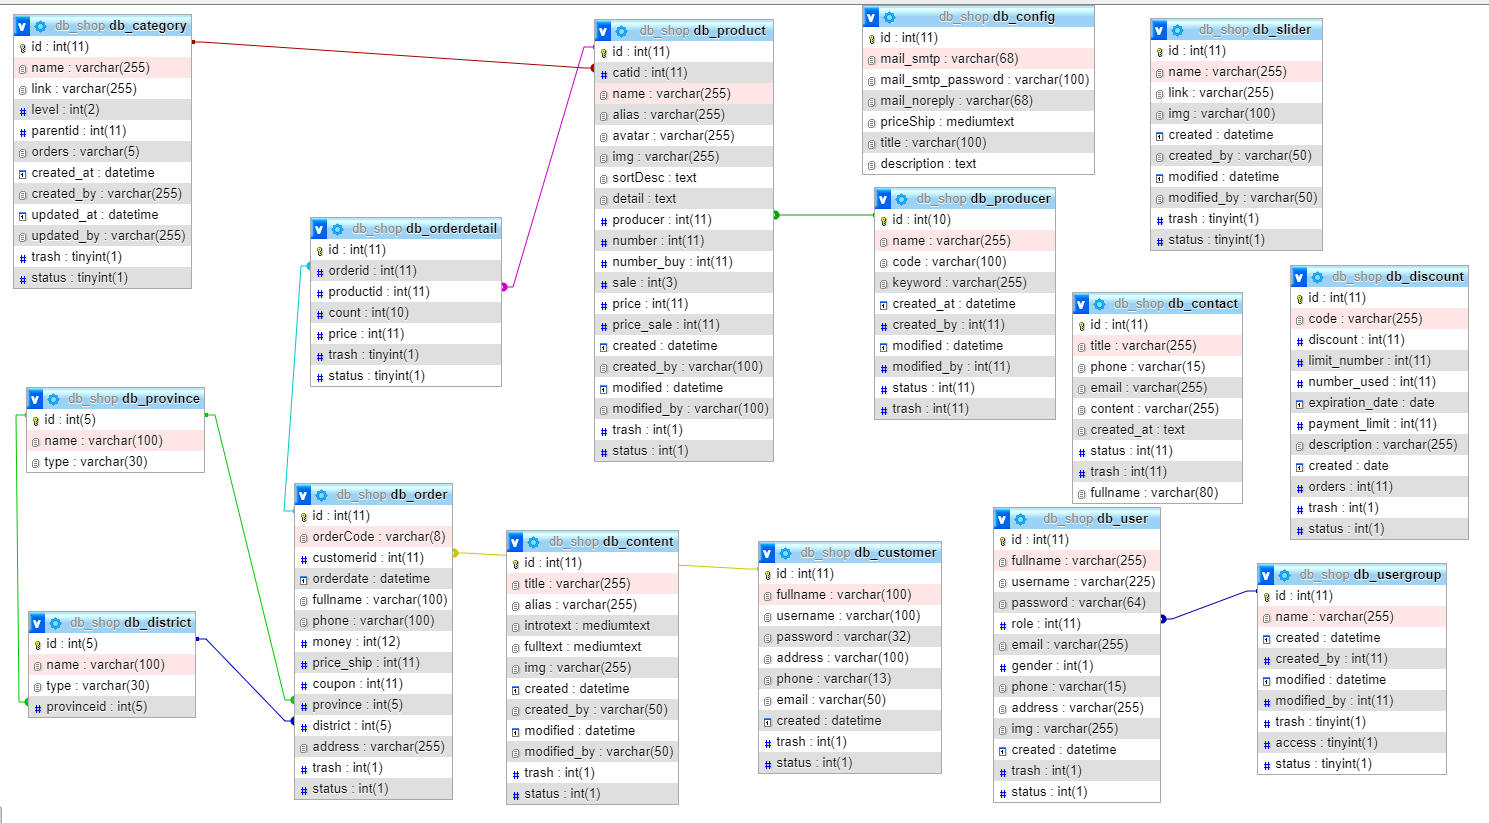 db_shop db_category
id : int(11)
name : varchar(255)
link : varchar(255)
level : int(2)
parentid : int(11)
orders : varchar(5)
created_at : datetime
created_by : varchar(255)
updated_at : datetime
updated_by : varchar(255)
trash : tinyint(1)
status : tinyint(1)
db_shop db_product
id : int(11)
catid : int(11)
name : varchar(255)
alias : varchar(255)
avatar : varchar(255)
img : varchar(255)
sortDesc : text
detail : text
producer : int(11)
number : int(11)
number_buy : int(11)
sale : int(3)
price : int(11)
price_sale : int(11)
created : datetime
created_by : varchar(100)
modified : datetime
modified_by : varchar(100)
trash : int(1)
status : int(1)
db_shop db_config
id : int(11)
mail_smtp : varchar(68)
mail_smtp_password : varchar(100)
mail_noreply : varchar(68)
priceShip : mediumtext
title : varchar(100)
description : text
db_shop db_slider
id : int(11)
name : varchar(255)
link : varchar(255)
img : varchar(100)
created : datetime
created_by : varchar(50)
modified : datetime
modified_by : varchar(50)
trash : tinyint(1)
status : tinyint(1)
db_shop db_orderdetail
id : int(11)
orderid : int(11)
productid : int(11)
count : int(10)
price : int(11)
trash : tinyint(1)
status : tinyint(1)
db_shop db_producer
id : int(10)
name : varchar(255)
code : varchar(100)
keyword : varchar(255)
created_at : datetime
created_by : int(11)
modified : datetime
modified_by : int(11)
status : int(11)
trash : int(11)
db_shop db_contact
id : int(11)
title : varchar(255)
phone : varchar(15)
email : varchar(255)
content : varchar(255)
created_at : text
status : int(11)
trash : int(11)
fullname : varchar(80)
db_shop db_discount
id : int(11)
code : varchar(255)
discount : int(11)
limit_number : int(11)
number_used : int(11)
expiration_date : date
payment_limit : int(11)
description : varchar(255)
created : date
orders : int(11)
trash : int(1)
status : int(1)
db_shop db_province
id : int(5)
name : varchar(100)
type : varchar(30)
db_shop db_district
id : int(5)
name : varchar(100)
type : varchar(30)
provinceid : int(5)
db_shop db_order
id : int(11)
orderCode : varchar(8)
customerid : int(11)
orderdate : datetime
fullname : varchar(100)
phone : varchar(100)
money : int(12)
price_ship : int(11)
coupon : int(11)
province : int(5)
district : int(5)
address : varchar(255)
trash : int(1)
status : int(1)
db_shop db_content
id : int(11)
title : varchar(255)
alias : varchar(255)
introtext : mediumtext
fulltext : mediumtext
img : varchar(255)
created : datetime
created_by : varchar(50)
modified : datetime
modified_by : varchar(50)
trash : int(1)
status : int(1)
db_shop db_customer
id : int(11)
fullname : varchar(100)
username : varchar(100)
password : varchar(32)
address : varchar(100)
phone : varchar(13)
email : varchar(50)
created : datetime
trash : int(1)
status : int(1)
db_shop db_user
id : int(11)
fullname : varchar(255)
username : varchar(225)
password : varchar(64)
role : int(11)
email : varchar(255)
gender : int(1)
phone : varchar(15)
address : varchar(255)
img : varchar(255)
created : datetime
trash : int(1)
status : int(1)
db_shop db_usergroup
id : int(11)
name : varchar(255)
created : datetime
created_by : int(11)
modified : datetime
modified_by : int(11)
trash : tinyint(1)
access : tinyint(1)
status : tinyint(1)